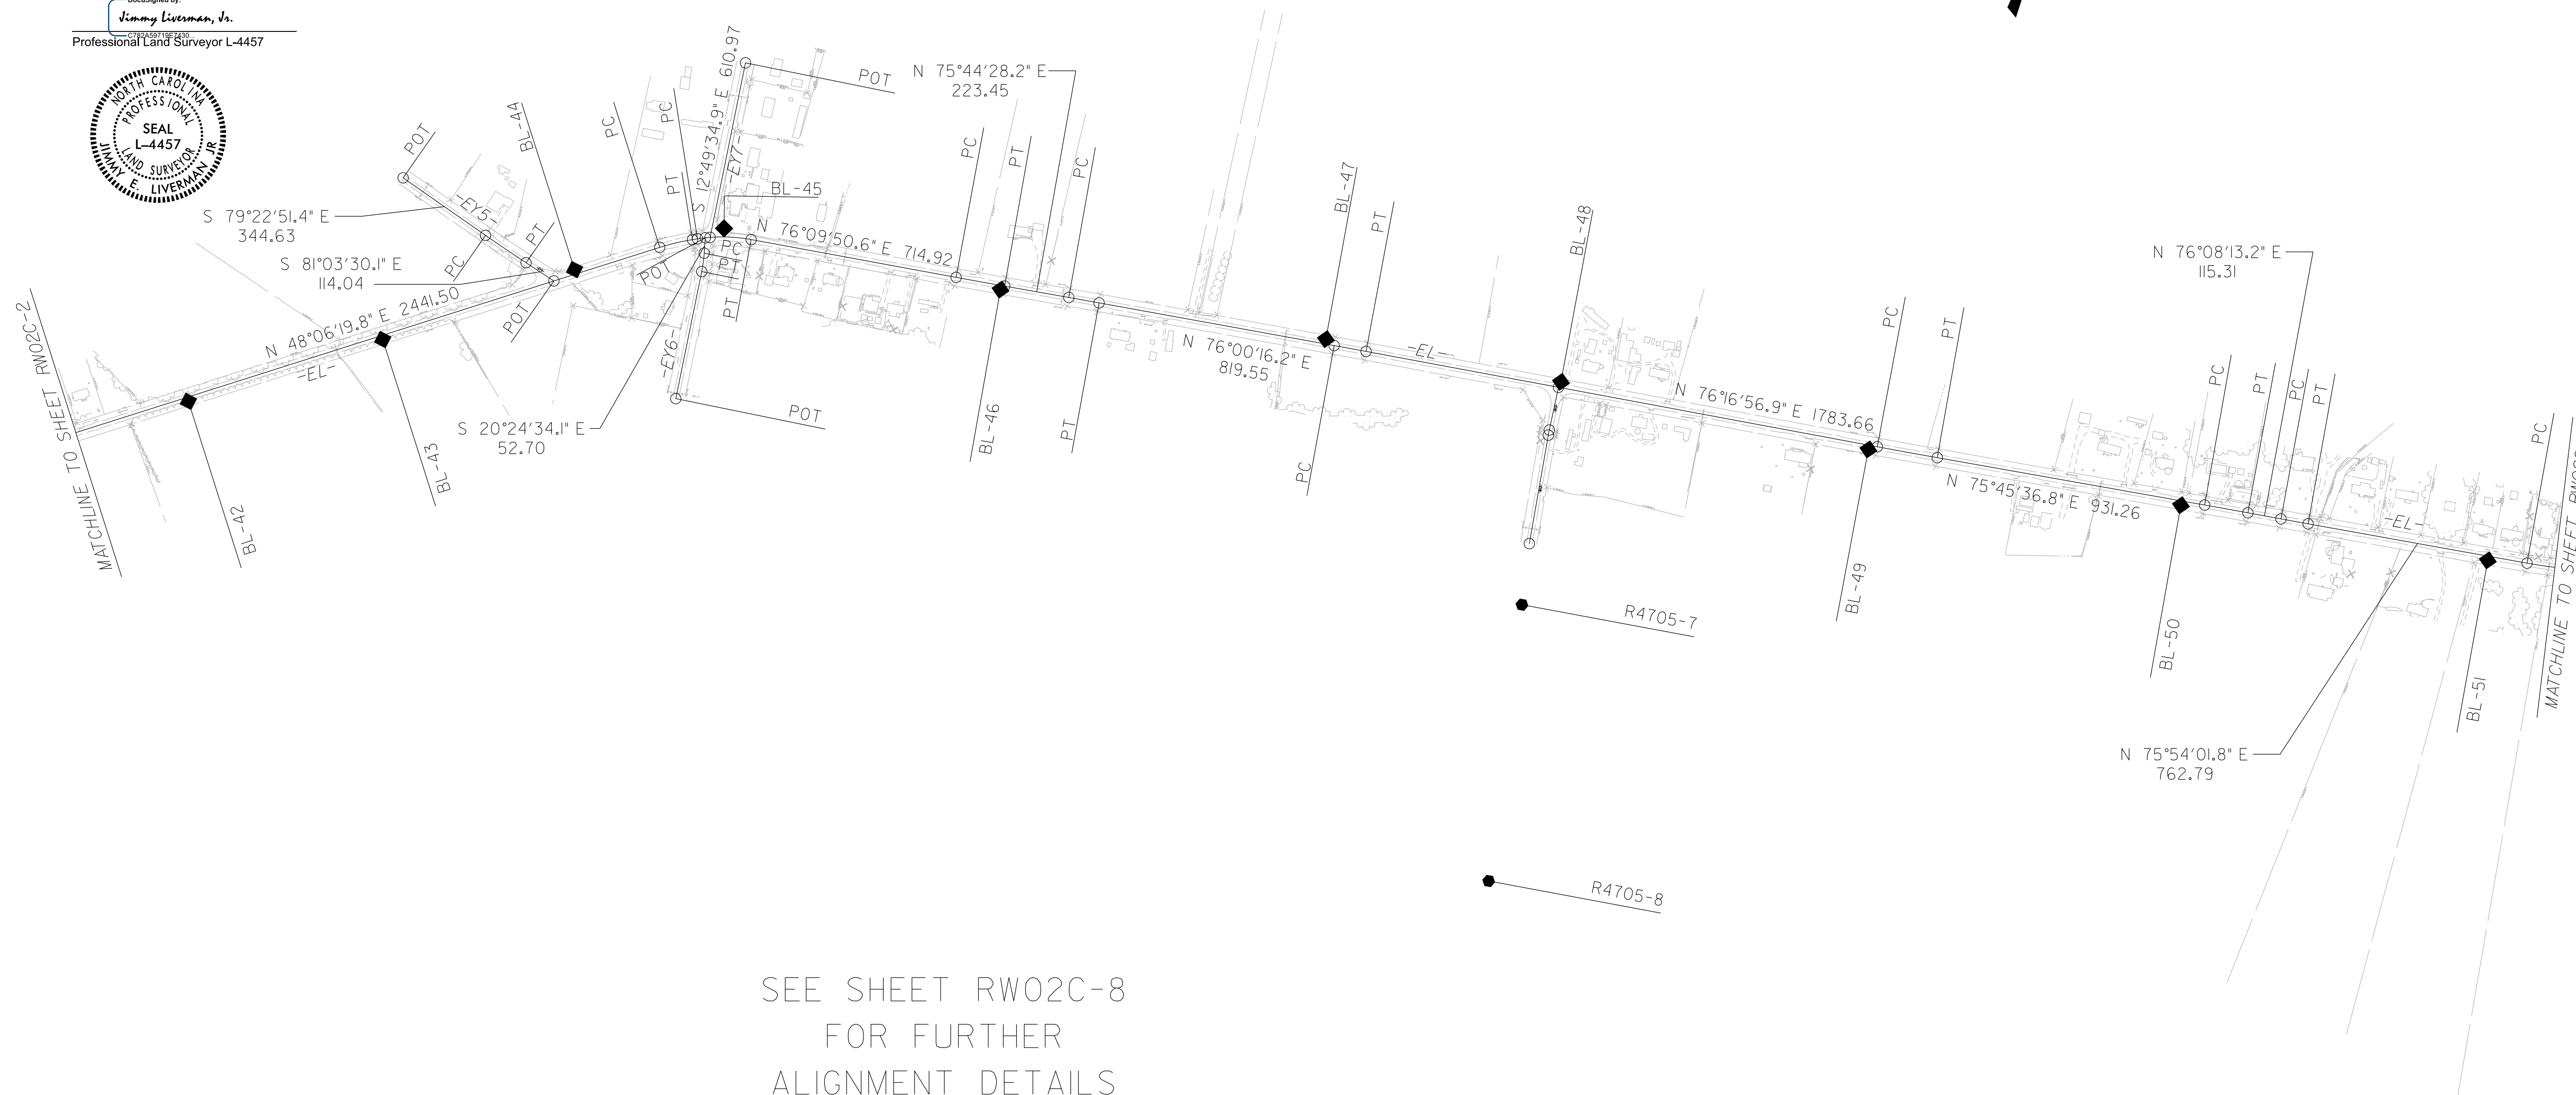 DocuSigned by:
Jimmy Liverman, Jr.
C782A59719E7430...
Professional Land Surveyor L-4457
NORTH CAROLINA
PROFESSIONAL
SEAL
L-4457
LAND SURVEYOR
JIMMY E. LIVERMAN JR
MATCHLINE TO SHEET RW02C-2
BL-42
N 48°06'19.8" E 2441.50
-EL-
BL-43
POT
-EY5-
S 79°22'51.4" E
344.63
PC
PT
S 81°03'30.1" E
114.04
POT
BL-44
PC
PT
PC
POT
S 12°49'34.9" E 610.97
-EY7-
POT
BL-45
PC
PC
PT
-EY6-
POT
S 20°24'34.1" E
52.70
N 76°09'50.6" E 714.92
PC
PT
N 75°44'28.2" E
223.45
PC
BL-46
PT
N 76°00'16.2" E
819.55
BL-47
PC
PT
-EL-
BL-48
N 76°16'56.9" E 1783.66
R4705-7
R4705-8
PC
BL-49
PT
N 75°45'36.8" E 931.26
BL-50
PC
PT
PC
PT
N 76°08'13.2" E
115.31
-EL-
N 75°54'01.8" E
762.79
BL-51
PC
MATCHLINE TO SHEET
SEE SHEET RW02C-8
FOR FURTHER
ALIGNMENT DETAILS